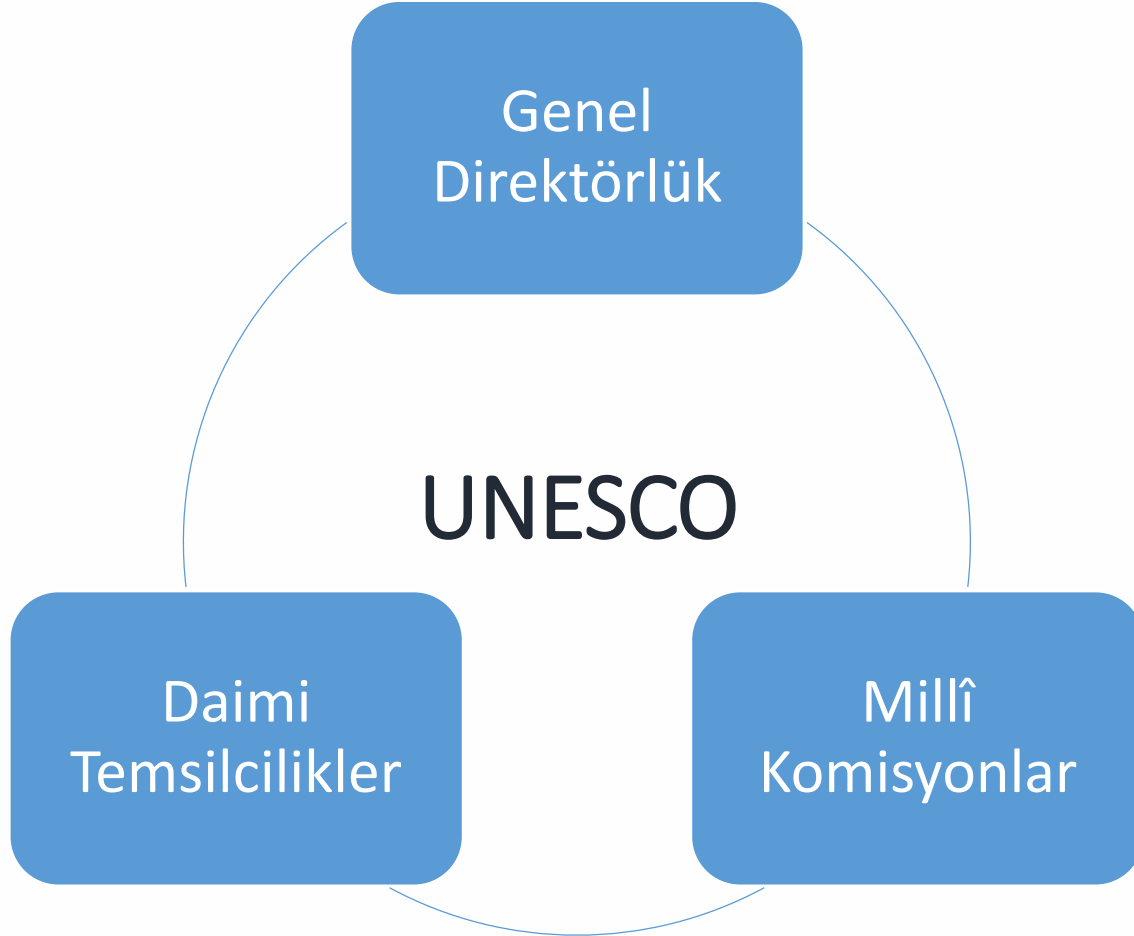 Genel
Direktörlük
UNESCO
Daimi
Temsilcilikler
Millî
Komisyonlar